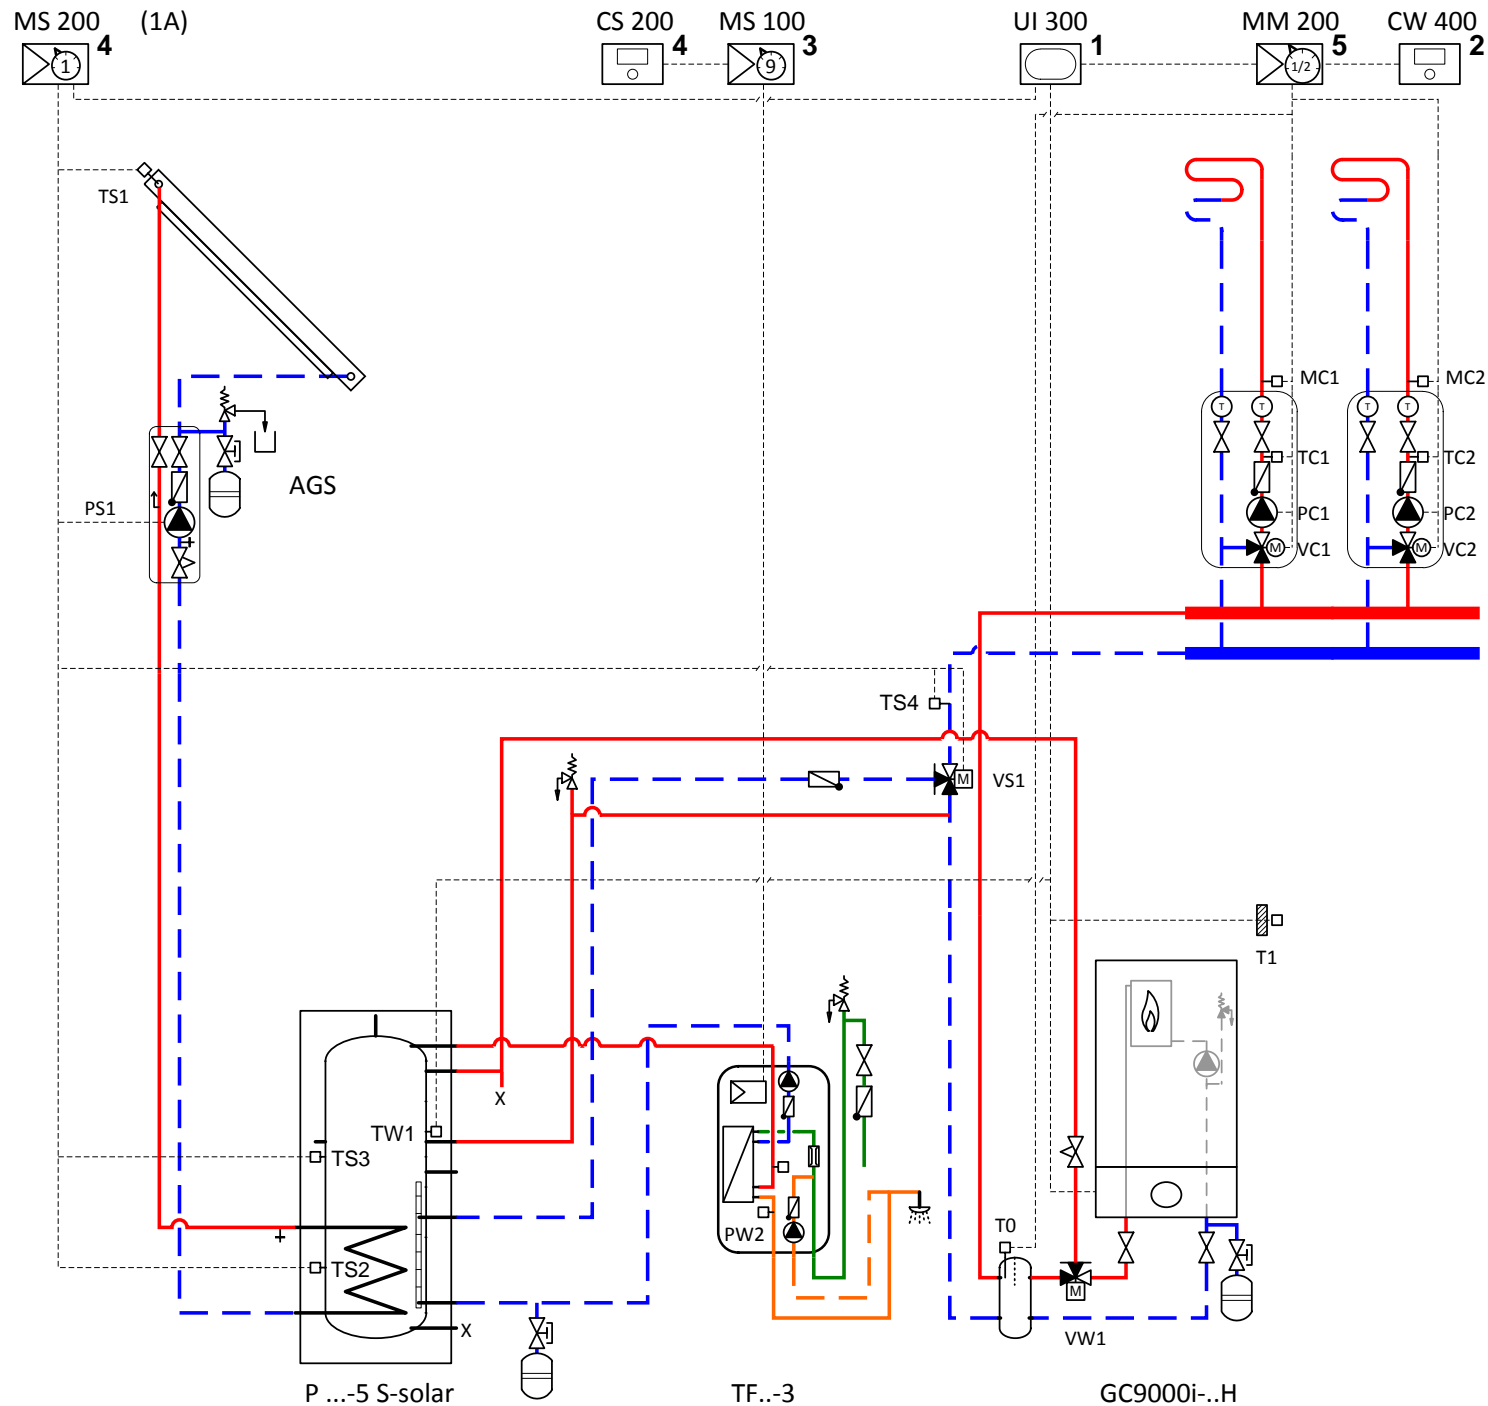 MS 200 (1A) CS 200 MS 100 UI 300 MM 200 CW 400
1 4 4 9 3 1 1/2 5 2
TS1
MC1 MC2
T T T T
TC1 TC2
AGS
PS1 PC1 PC2
M VC1 M VC2
TS4
M VS1
T1
X
TW1
TS3
PW2 T0
TS2
M
X VW1
P ...-5 S-solar TF..-3 GC9000i-..H